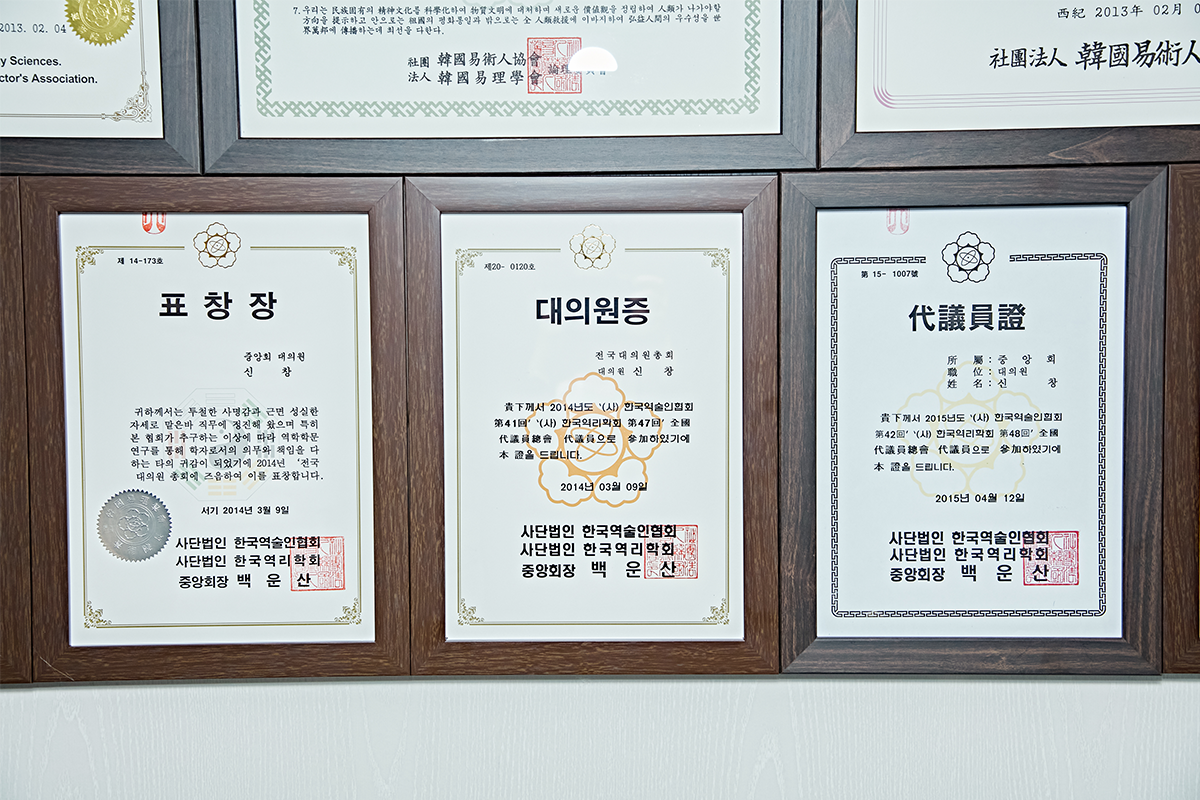 2013. 02. 04
y Sciences.
ctor's Association.
7. 우리는 民族固有의 精神文化를 科學化하여 物質文明에 대처하며 새로운 價値觀을 정립하여 人類가 나가야할
方向을 提示하고 안으로는 祖國의 평화통일과 밖으로는 全 人類救援에 이바지하여 弘益人間의 우수성을 世
界萬邦에 傳播하는데 최선을 다한다.
社團 韓國易術人協會
法人 韓國易理學會
西紀 2013年 02月 0
社團法人 韓國易術人
제 14-173호
표 창 장
중앙회 대의원
신 창
귀하께서는 투철한 사명감과 근면 성실한
자세로 맡은바 직무에 정진해 왔으며 특히
본 협회가 추구하는 이상에 따라 역학학문
연구를 통해 학자로서의 의무와 책임을 다
하는 타의 귀감이 되었기에 2014년 '전국
대의원 총회에 즈음하여 이를 표창합니다.
서기 2014년 3월 9일
사단법인 한국역술인협회
사단법인 한국역리학회
중앙회장 백 운 산
제20- 0120호
대의원증
전국대의원총회
대의원 신 창
貴下께서 2014년도 '(사) 한국역술인협회
第41回' '(사) 한국역리학회 第47回' 全國
代議員總會 代議員으로 參加하였기에
本 證을 드립니다.
2014년 03월 09일
사단법인 한국역술인협회
사단법인 한국역리학회
중앙회장 백 운 산
第 15- 1007號
代議員證
所 屬 : 중 앙 회
職 位 : 대의원
姓 名 : 신 창
貴下께서 2015년도 '(사) 한국역술인협회
第42回' '(사) 한국역리학회 第48回' 全國
代議員總會 代議員으로 參加하였기에
本 證을 드립니다.
2015년 04월 12일
사단법인 한국역술인협회
사단법인 한국역리학회
중앙회장 백 운 산